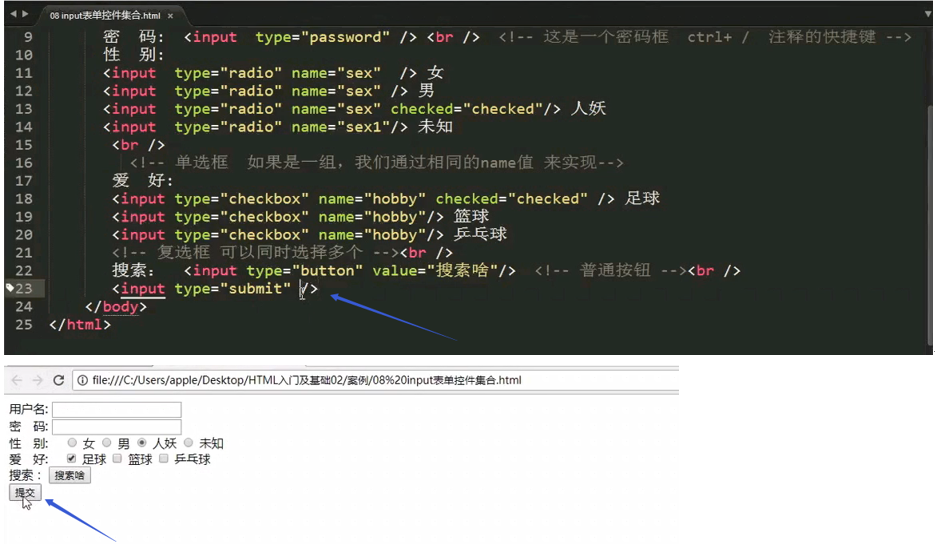 08 input表单控件集合.html ×
9 密 码: <input type="password" /> <br /> <!-- 这是一个密码框 ctrl+ / 注释的快捷键 -->
10 性 别:
11 <input type="radio" name="sex" /> 女
12 <input type="radio" name="sex" /> 男
13 <input type="radio" name="sex" checked="checked"/> 人妖
14 <input type="radio" name="sex1"/> 未知
15 <br />
16 <!-- 单选框 如果是一组，我们通过相同的name值 来实现-->
17 爱 好:
18 <input type="checkbox" name="hobby" checked="checked" /> 足球
19 <input type="checkbox" name="hobby"/> 篮球
20 <input type="checkbox" name="hobby"/> 乒乓球
21 <!-- 复选框 可以同时选择多个 --><br />
22 搜索： <input type="button" value="搜索啥"/> <!-- 普通按钮 --><br />
23 <input type="submit" />
24 </body>
25 </html>
file:///C:/Users/apple/Desktop/HTML入门及基础02/案例/08%20input表单控件集合.html
用户名:
密 码:
性 别: 女 男 人妖 未知
爱 好: 足球 篮球 乒乓球
搜索： 搜索啥
提交